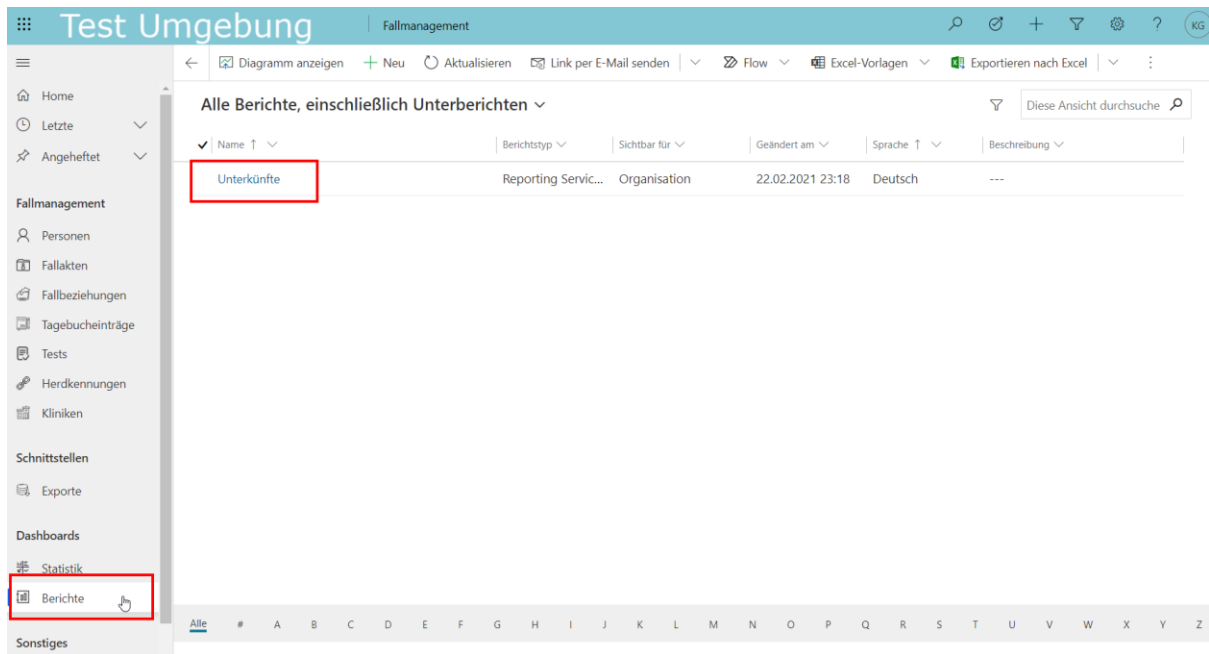 Test Umgebung Fallmanagement ? KG
Diagramm anzeigen Neu Aktualisieren Link per E-Mail senden Flow Excel-Vorlagen Exportieren nach Excel
Home
Letzte
Angeheftet
Fallmanagement
Personen
Fallakten
Fallbeziehungen
Tagebucheinträge
Tests
Herdkennungen
Kliniken
Schnittstellen
Exporte
Dashboards
Statistik
Berichte
Sonstiges
Alle Berichte, einschließlich Unterberichten Diese Ansicht durchsuche
Name ↑ Berichtstyp Sichtbar für Geändert am Sprache ↑ Beschreibung
Unterkünfte Reporting Servic... Organisation 22.02.2021 23:18 Deutsch ---
Alle # A B C D E F G H I J K L M N O P Q R S T U V W X Y Z